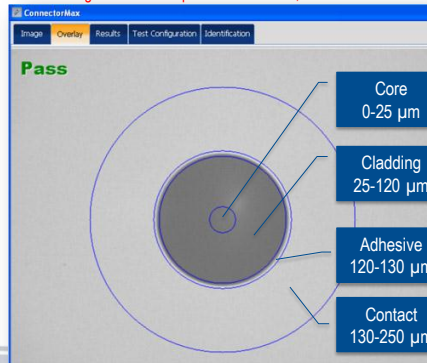 ConnectorMax
Image Overlay Results Test Configuration Identification
Pass
Core
0-25 µm
Cladding
25-120 µm
Adhesive
120-130 µm
Contact
130-250 µm